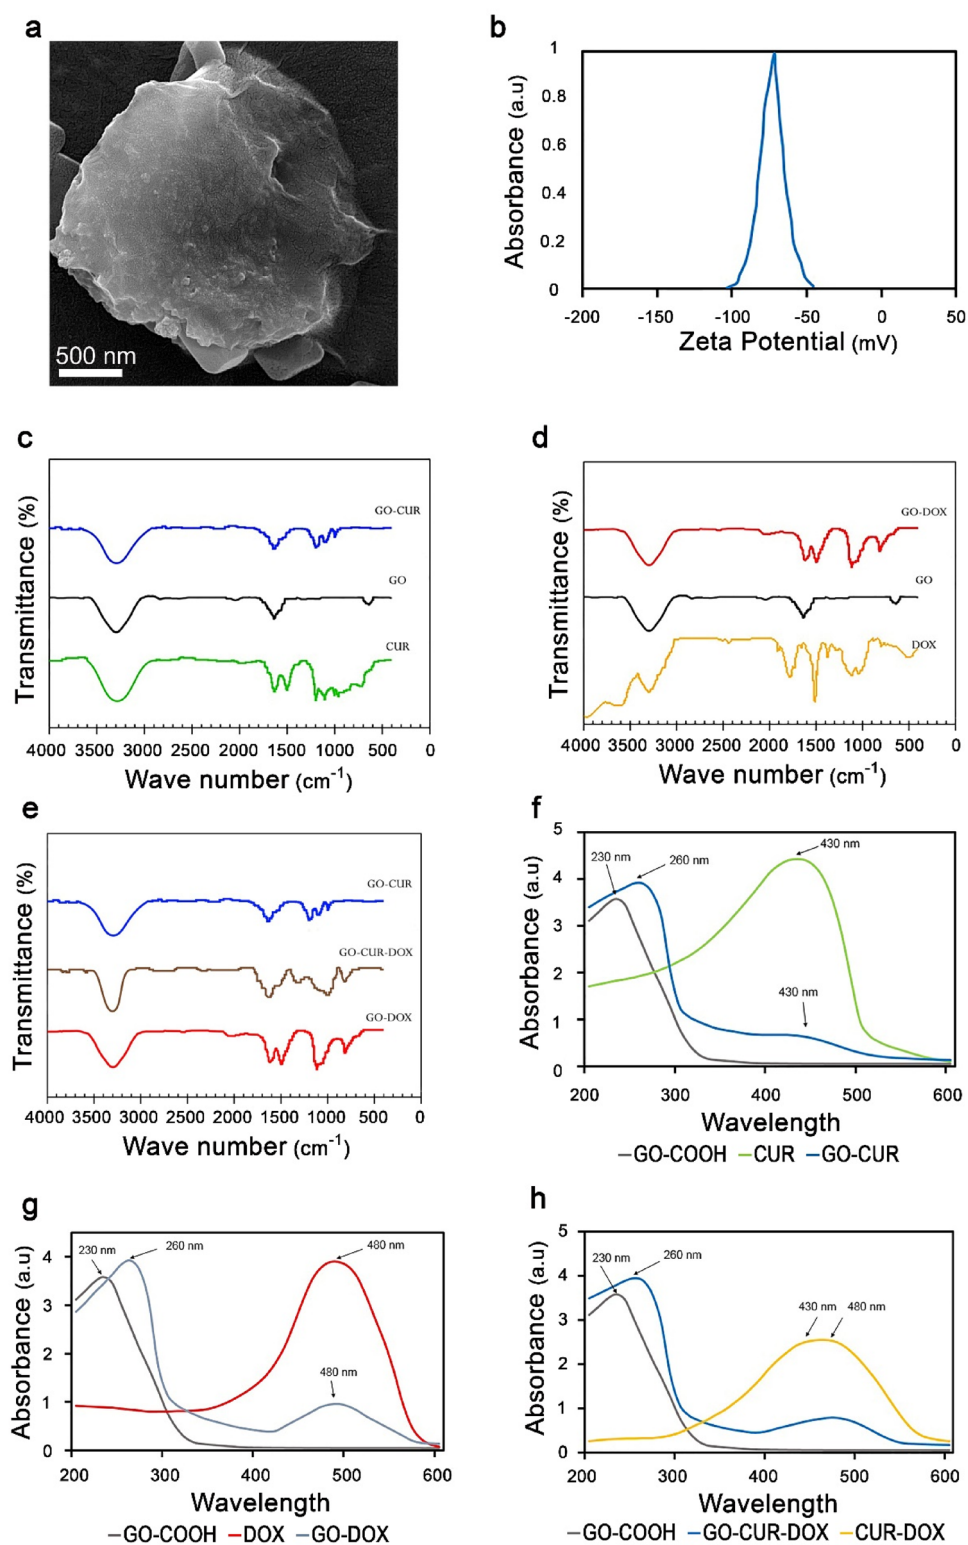 a
500 nm
b
Absorbance (a.u)
1
0.8
0.6
0.4
0.2
0
-200 -150 -100 -50 0 50
Zeta Potential (mV)
c
Transmittance (%)
GO-CUR
GO
CUR
4000 3500 3000 2500 2000 1500 1000 500 0
Wave number (cm-1)
d
Transmittance (%)
GO-DOX
GO
DOX
4000 3500 3000 2500 2000 1500 1000 500 0
Wave number (cm-1)
e
Transmittance (%)
GO-CUR
GO-CUR-DOX
GO-DOX
4000 3500 3000 2500 2000 1500 1000 500 0
Wave number (cm-1)
f
Absorbance (a.u)
5
4
3
2
1
0
230 nm
260 nm
430 nm
430 nm
200 300 400 500 600
Wavelength
GO-COOH CUR GO-CUR
g
Absorbance (a.u)
4
3
2
1
0
230 nm
260 nm
480 nm
480 nm
200 300 400 500 600
Wavelength
GO-COOH DOX GO-DOX
h
Absorbance (a.u)
5
4
3
2
1
0
230 nm
260 nm
430 nm
480 nm
200 300 400 500 600
Wavelength
GO-COOH GO-CUR-DOX CUR-DOX